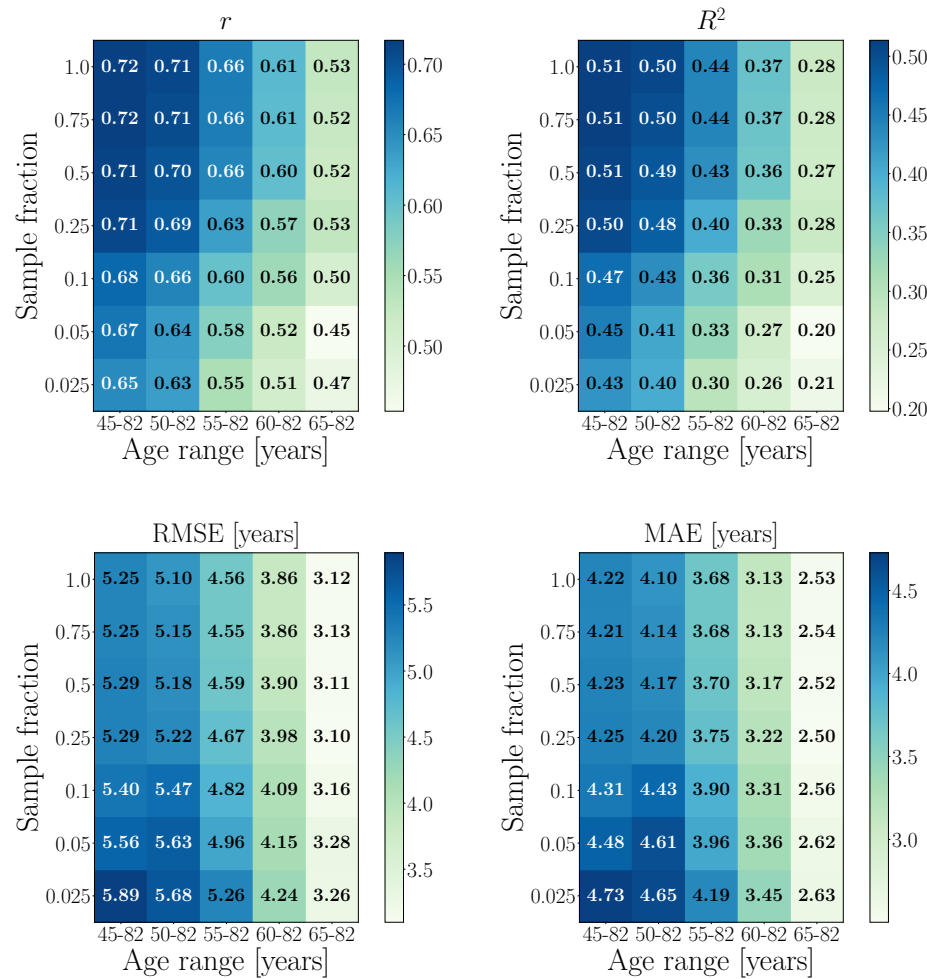 r
1.0 0.72 0.71 0.66 0.61 0.53
0.75 0.72 0.71 0.66 0.61 0.52
0.5 0.71 0.70 0.66 0.60 0.52
0.25 0.71 0.69 0.63 0.57 0.53
0.1 0.68 0.66 0.60 0.56 0.50
0.05 0.67 0.64 0.58 0.52 0.45
0.025 0.65 0.63 0.55 0.51 0.47
45-82 50-82 55-82 60-82 65-82
Age range [years]
Sample fraction
0.70
0.65
0.60
0.55
0.50
R²
1.0 0.51 0.50 0.44 0.37 0.28
0.75 0.51 0.50 0.44 0.37 0.28
0.5 0.51 0.49 0.43 0.36 0.27
0.25 0.50 0.48 0.40 0.33 0.28
0.1 0.47 0.43 0.36 0.31 0.25
0.05 0.45 0.41 0.33 0.27 0.20
0.025 0.43 0.40 0.30 0.26 0.21
45-82 50-82 55-82 60-82 65-82
Age range [years]
Sample fraction
0.50
0.45
0.40
0.35
0.30
0.25
0.20
RMSE [years]
1.0 5.25 5.10 4.56 3.86 3.12
0.75 5.25 5.15 4.55 3.86 3.13
0.5 5.29 5.18 4.59 3.90 3.11
0.25 5.29 5.22 4.67 3.98 3.10
0.1 5.40 5.47 4.82 4.09 3.16
0.05 5.56 5.63 4.96 4.15 3.28
0.025 5.89 5.68 5.26 4.24 3.26
45-82 50-82 55-82 60-82 65-82
Age range [years]
Sample fraction
5.5
5.0
4.5
4.0
3.5
MAE [years]
1.0 4.22 4.10 3.68 3.13 2.53
0.75 4.21 4.14 3.68 3.13 2.54
0.5 4.23 4.17 3.70 3.17 2.52
0.25 4.25 4.20 3.75 3.22 2.50
0.1 4.31 4.43 3.90 3.31 2.56
0.05 4.48 4.61 3.96 3.36 2.62
0.025 4.73 4.65 4.19 3.45 2.63
45-82 50-82 55-82 60-82 65-82
Age range [years]
Sample fraction
4.5
4.0
3.5
3.0